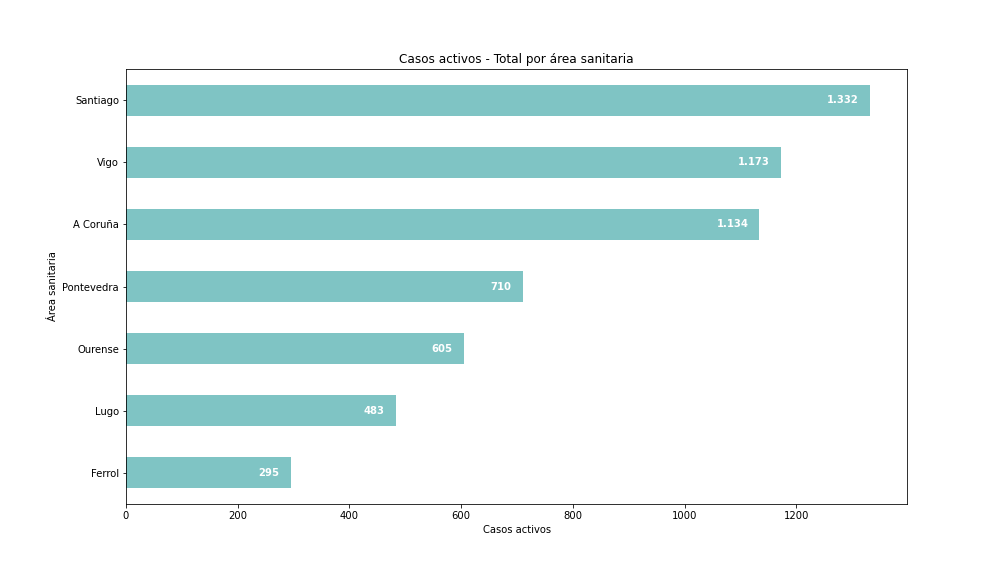 Casos activos - Total por área sanitaria
Santiago
1.332
Vigo
1.173
A Coruña
1.134
Pontevedra
710
Ourense
605
Lugo
483
Ferrol
295
Área sanitaria
0 200 400 600 800 1000 1200
Casos activos